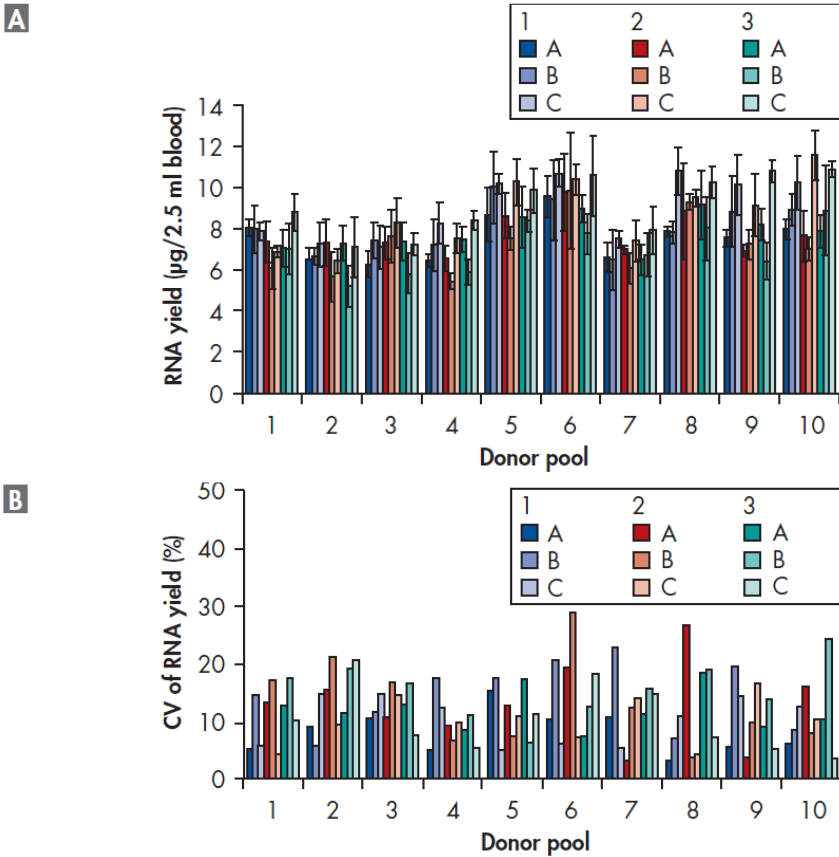 A
1 2 3
A A A
B B B
C C C
RNA yield (µg/2.5 ml blood)
14
12
10
8
6
4
2
0
1 2 3 4 5 6 7 8 9 10
Donor pool
B
1 2 3
A A A
B B B
C C C
CV of RNA yield (%)
50
40
30
20
10
0
1 2 3 4 5 6 7 8 9 10
Donor pool